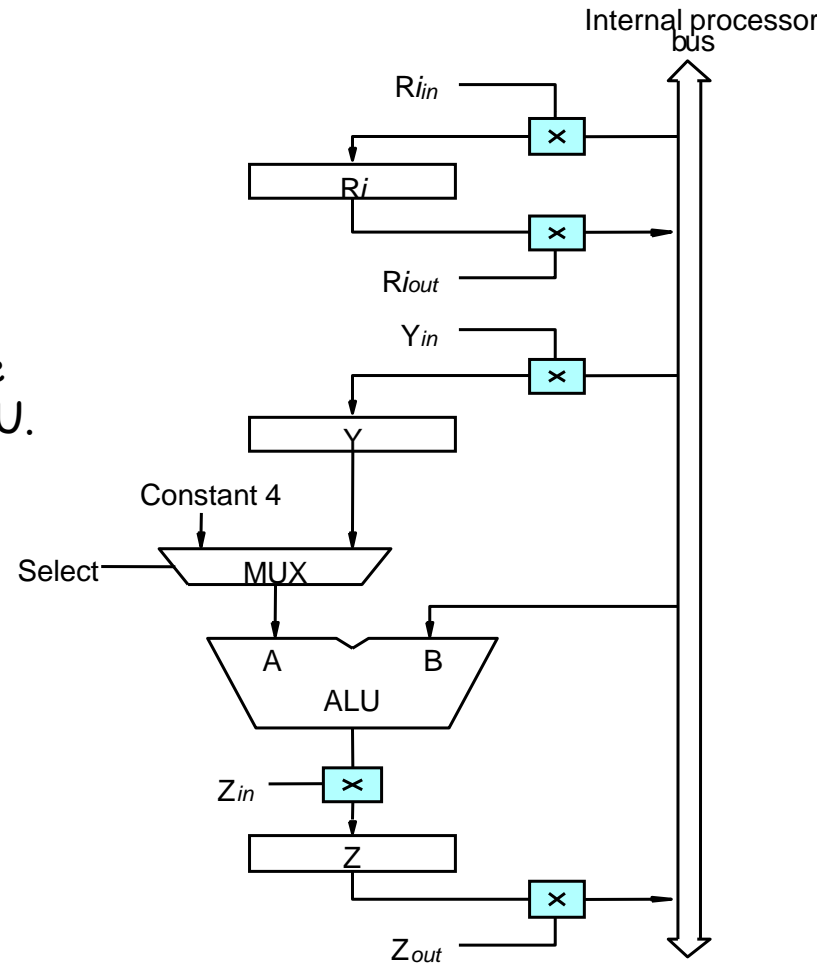 Internal processor
bus
Riin
Ri
Riout
Yin
U.
Y
Constant 4
Select
MUX
A B
ALU
Zin
Z
Zout